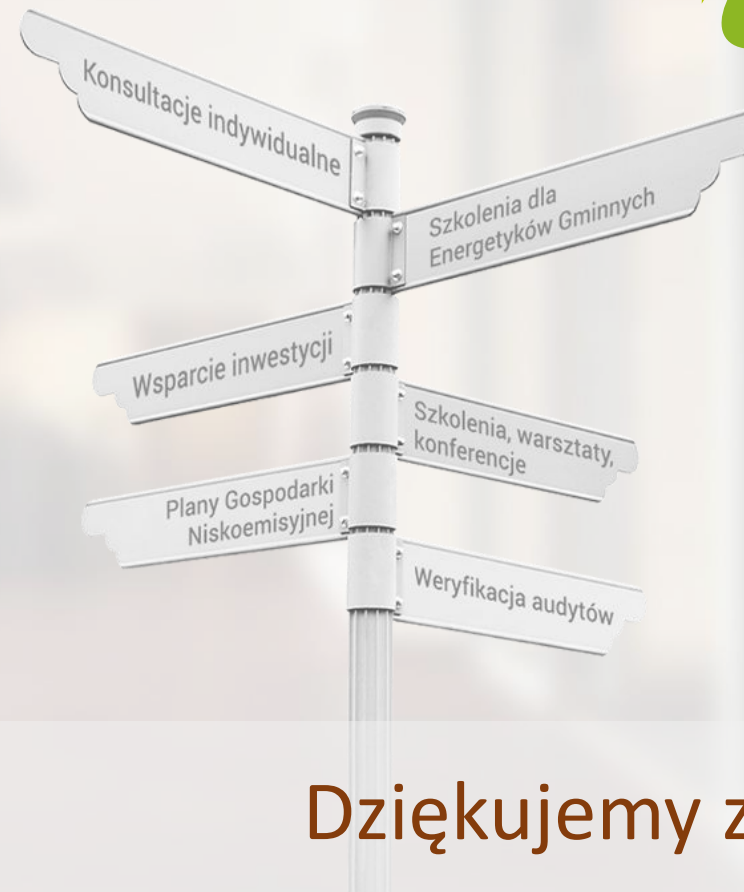 Konsultacje indywidualne
Szkolenia dla
Energetyków Gminnych
Wsparcie inwestycji
Szkolenia, warsztaty,
konferencje
Plany Gospodarki
Niskoemisyjnej
Weryfikacja audytów
Dziękujemy z